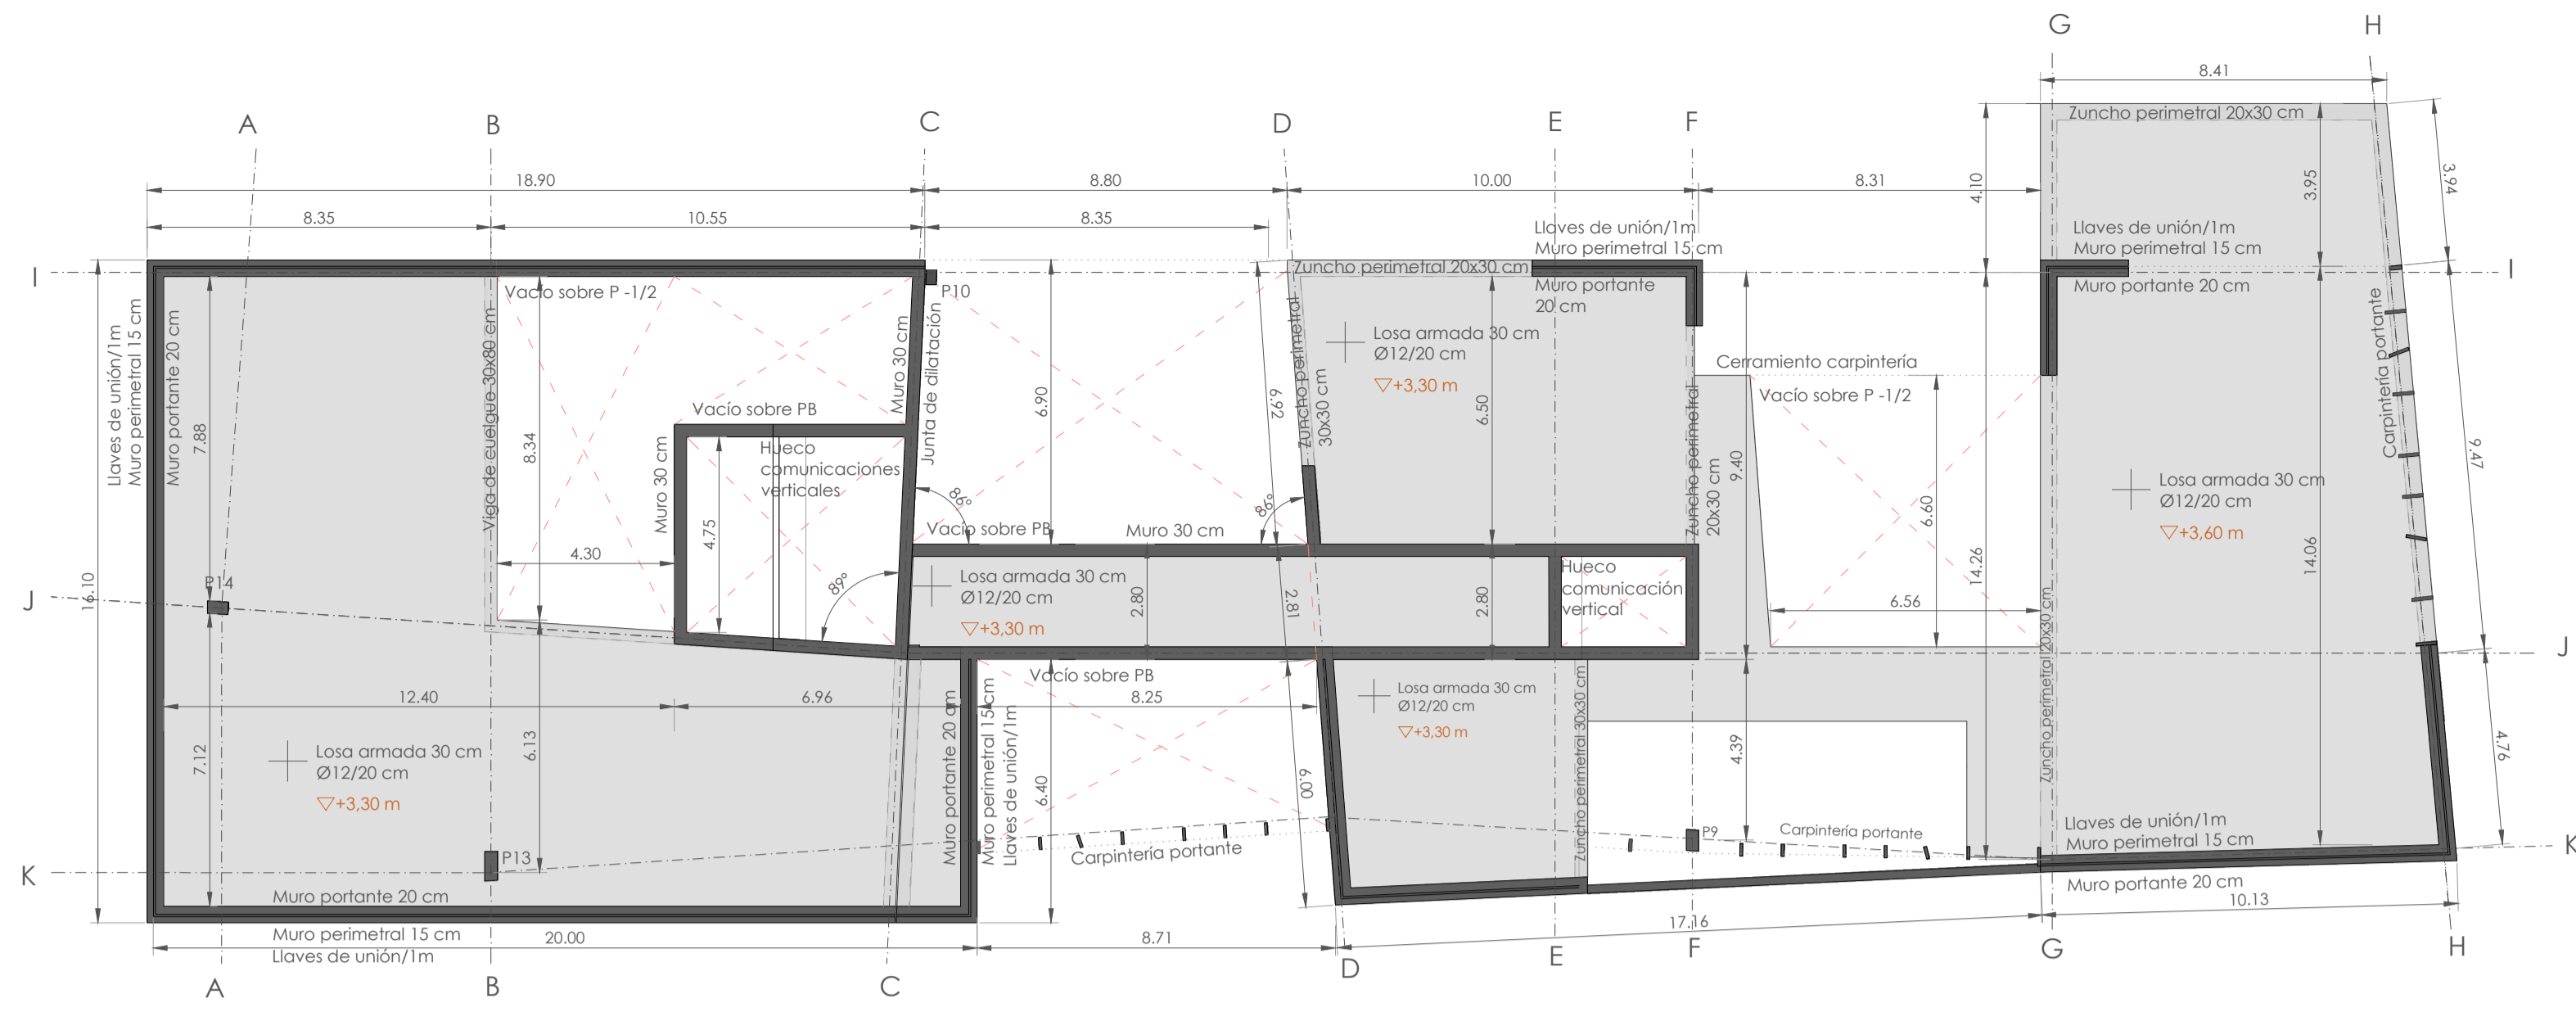 G
H
8.41
Zuncho perimetral 20x30 cm
A
B
C
D
E
F
18.90
8.80
10.00
8.31
4.10
3.95
3.94
8.35
10.55
8.35
Llaves de unión/1m
Muro perimetral 15 cm
Llaves de unión/1m
Muro perimetral 15 cm
I
Zuncho perimetral 20x30 cm
I
Vacío sobre P -1/2
P10
Muro portante
20 cm
Muro portante 20 cm
Llaves de unión/1m
Muro perimetral 15 cm
Muro portante 20 cm
Viga de cuelgue 30x80 cm
Muro 30 cm
Junta de dilatación
Zuncho perimetral
30x30 cm
Losa armada 30 cm
Ø12/20 cm
+3,30 m
Cerramiento carpintería
Vacío sobre P -1/2
Carpintería portante
7.88
8.34
6.90
6.92
6.50
9.40
6.60
14.26
14.06
9.47
Vacío sobre PB
Muro 30 cm
Hueco
comunicaciones
verticales
4.75
86°
86°
Zuncho perimetral
20x30 cm
Losa armada 30 cm
Ø12/20 cm
+3,60 m
Vacío sobre PB
Muro 30 cm
4.30
89°
P14
16.10
J
Losa armada 30 cm
Ø12/20 cm
+3,30 m
2.80
2.81
2.80
Hueco
comunicación
vertical
6.56
J
Zuncho perimetral 20x30 cm
12.40
6.96
Vacío sobre PB
8.25
Losa armada 30 cm
Ø12/20 cm
+3,30 m
Zuncho perimetral 30x30 cm
4.39
4.76
7.12
6.13
Losa armada 30 cm
Ø12/20 cm
+3,30 m
Muro portante 20 cm
Muro perimetral 15 cm
Llaves de unión/1m
6.40
6.00
P9
Carpintería portante
Llaves de unión/1m
Muro perimetral 15 cm
K
P13
Carpintería portante
K
Muro portante 20 cm
Muro portante 20 cm
10.13
17.16
Muro perimetral 15 cm
Llaves de unión/1m
20.00
8.71
A
B
C
D
E
F
G
H